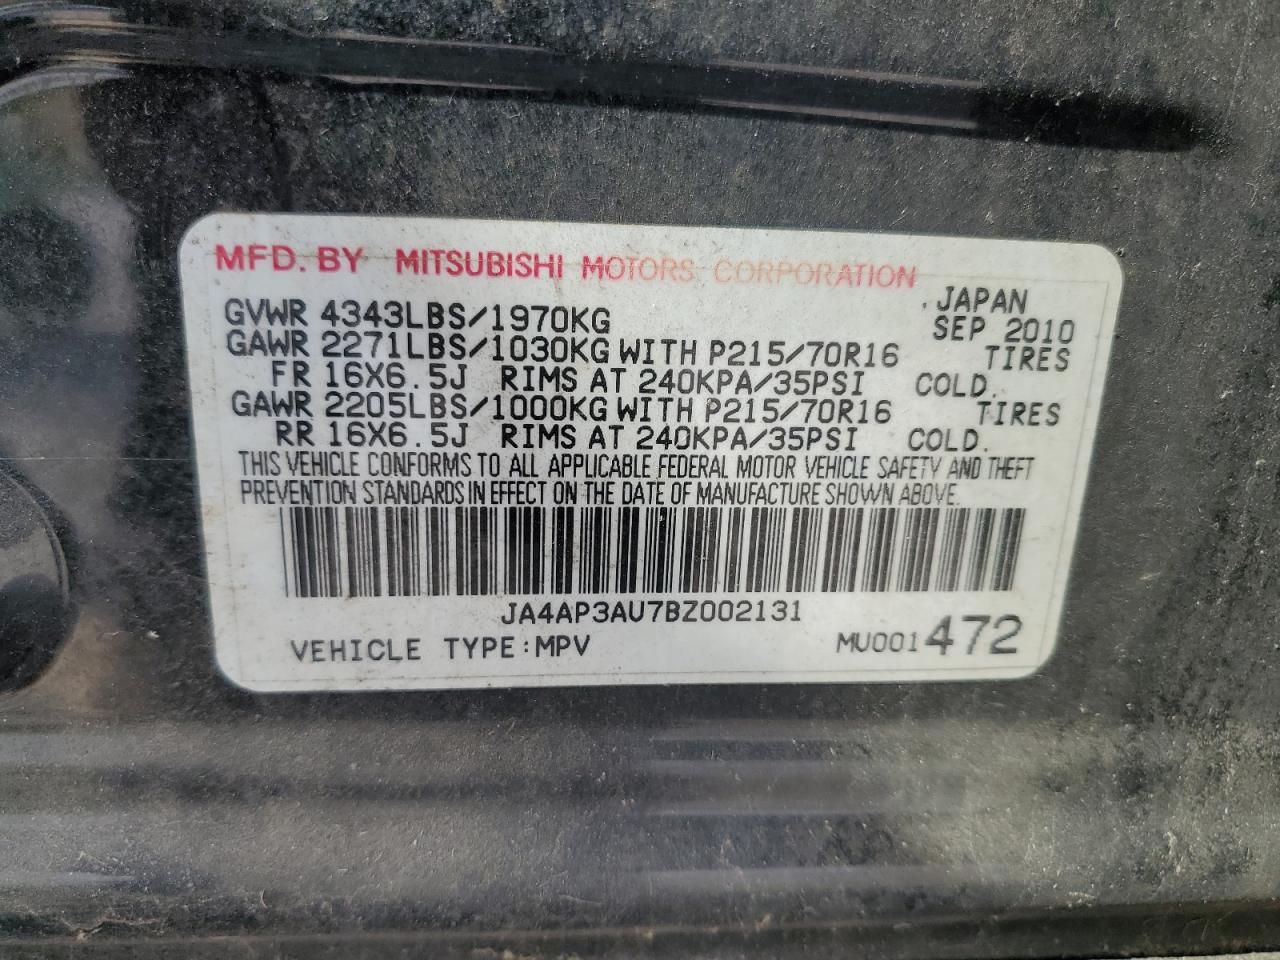 MFD. BY MITSUBISHI MOTORS CORPORATION
JAPAN
GVWR 4343LBS/1970KG SEP 2010
GAWR 2271LBS/1030KG WITH P215/70R16 TIRES
FR 16X6.5J RIMS AT 240KPA/35PSI COLD.
GAWR 2205LBS/1000KG WITH P215/70R16 TIRES
RR 16X6.5J RIMS AT 240KPA/35PSI COLD.
THIS VEHICLE CONFORMS TO ALL APPLICABLE FEDERAL MOTOR VEHICLE SAFETY AND THEFT
PREVENTION STANDARDS IN EFFECT ON THE DATE OF MANUFACTURE SHOWN ABOVE.
JA4AP3AU7BZ002131
VEHICLE TYPE:MPV MU001472